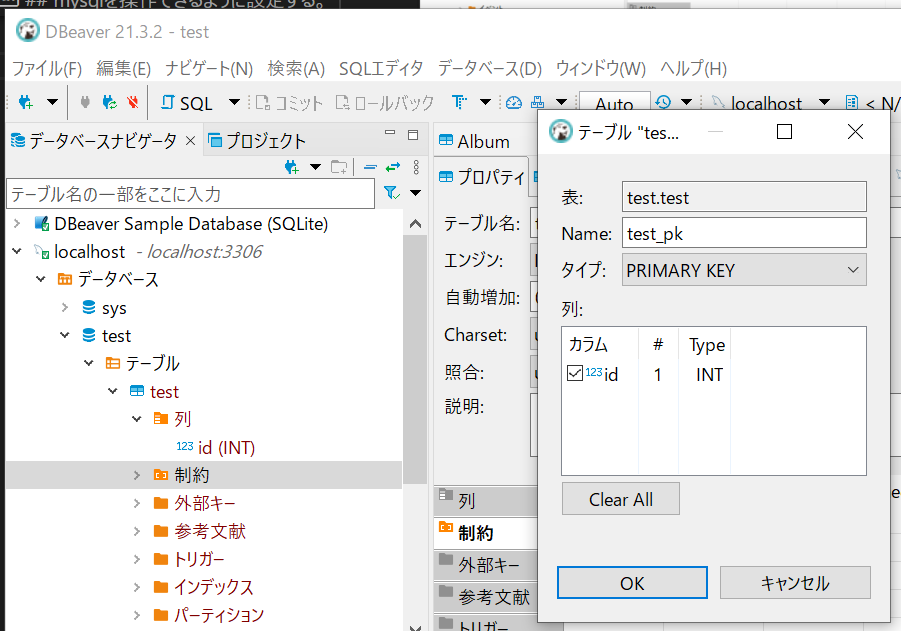 ## mysqlを操作できるように設定する。
DBeaver 21.3.2 - test
ファイル(F) 編集(E) ナビゲート(N) 検索(A) SQLエディタ データベース(D) ウィンドウ(W) ヘルプ(H)
SQL コミット ロールバック Auto localhost < N/
データベースナビゲータ プロジェクト
テーブル名の一部をここに入力
DBeaver Sample Database (SQLite)
localhost - localhost:3306
データベース
sys
test
テーブル
test
列
123 id (INT)
制約
外部キー
参考文献
トリガー
インデックス
パーティション
Album
プロパティ
テーブル名:
エンジン:
自動増加:
Charset:
照合:
説明:
列
制約
外部キー
参考文献
トリガー
テーブル "tes...
表: test.test
Name: test_pk
タイプ: PRIMARY KEY
列:
カラム # Type
123 id 1 INT
Clear All
OK キャンセル